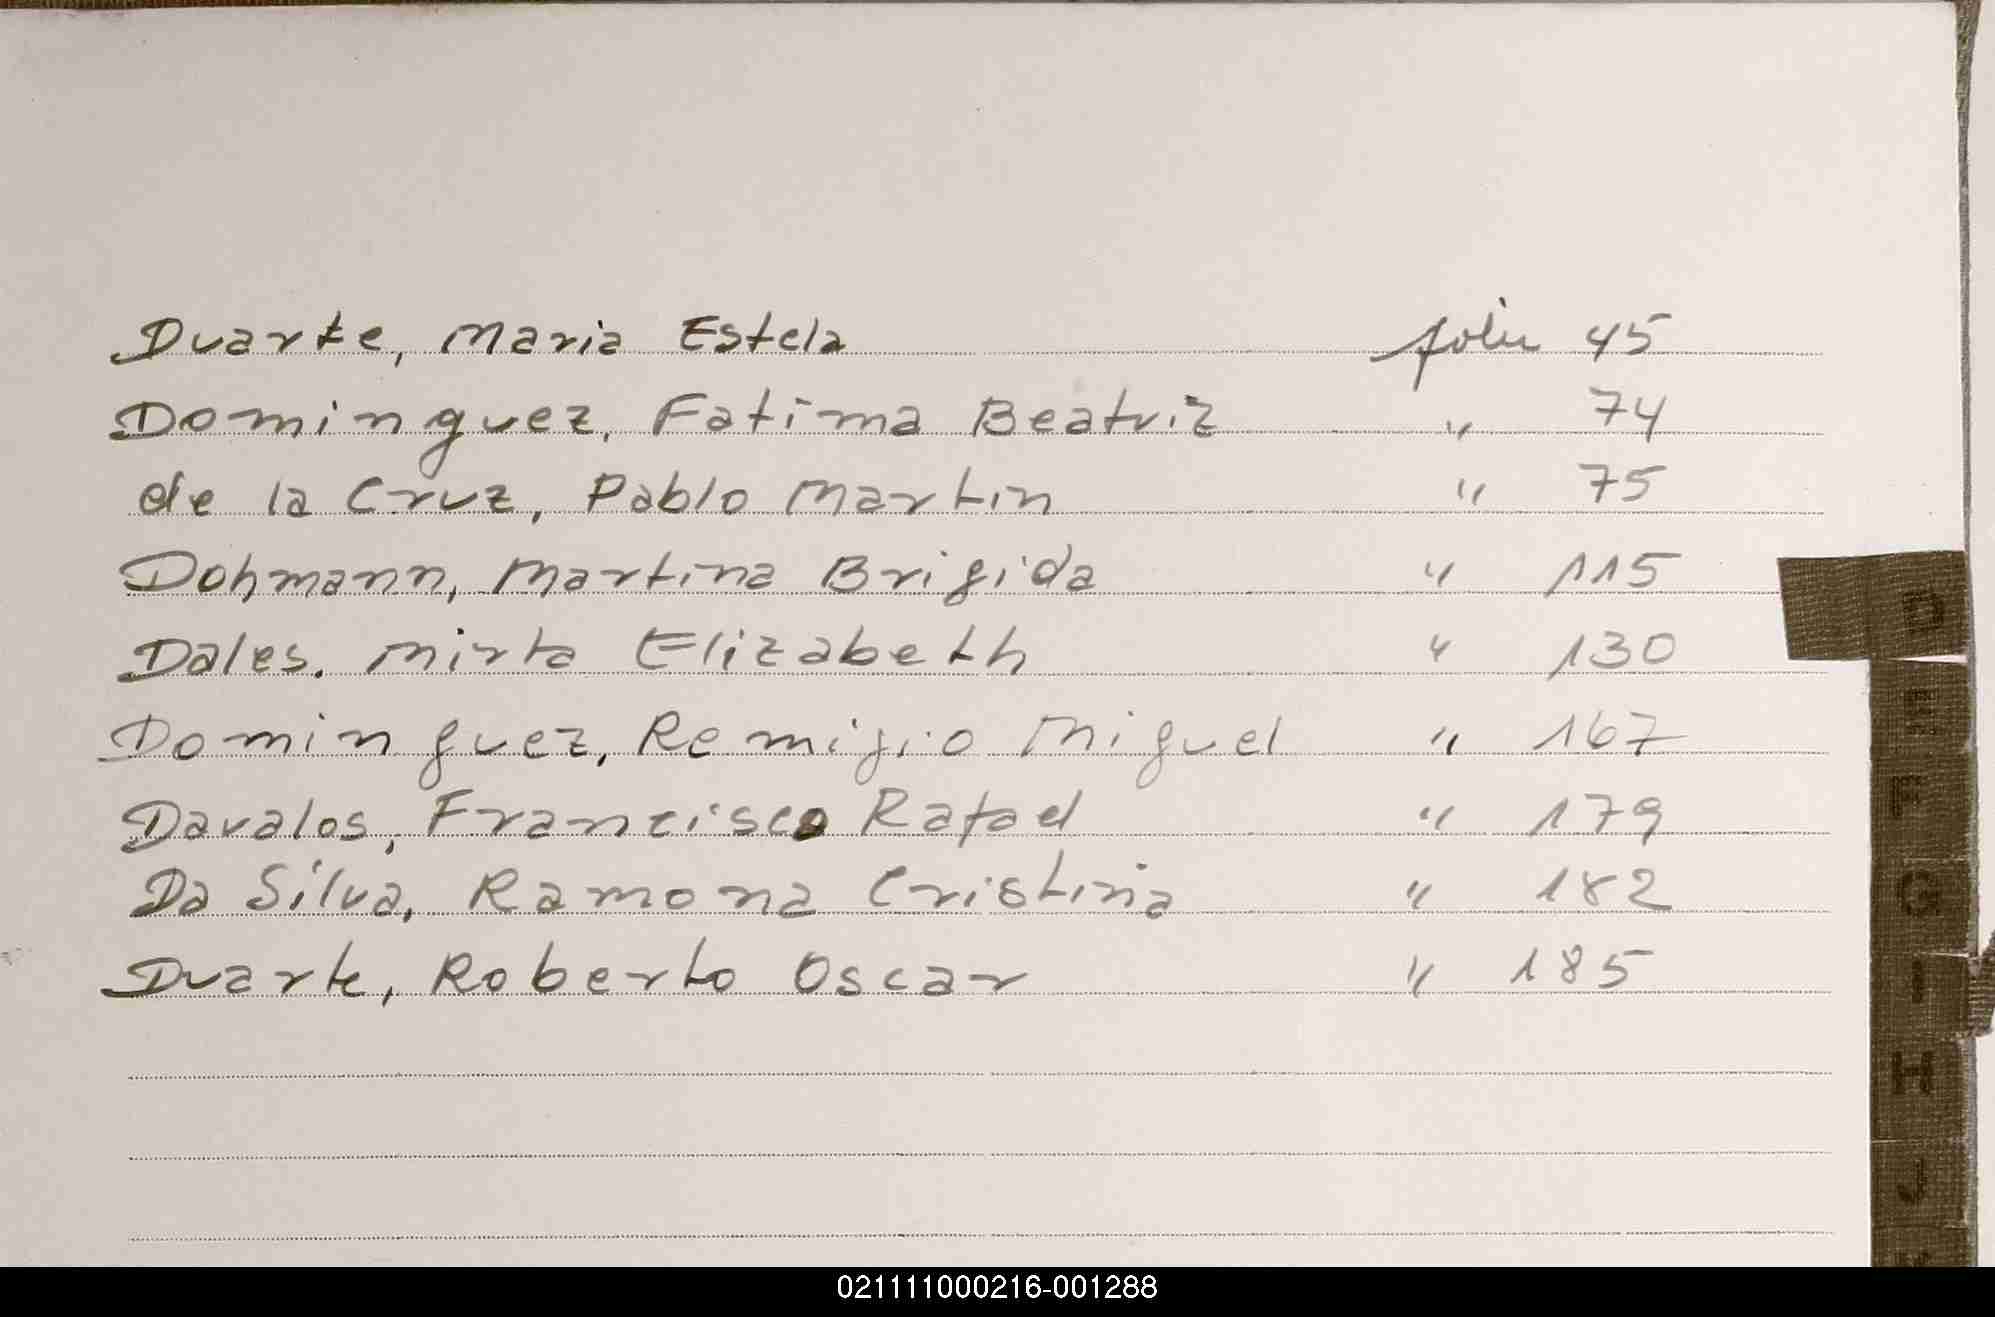 Duarte, Maria Estela folio 45
Dominguez, Fatima Beatriz " 74
de la Cruz, Pablo Martin " 75
Dohmann, Martina Brigida " 115
Dales, Mirta Elizabeth " 130
Dominguez, Remigio Miguel " 167
Davalos, Francisco Rafael " 179
Da Silva, Ramona Cristina " 182
Duarte, Roberto Oscar " 185
D
E
F
G
I
H
J
021111000216-001288